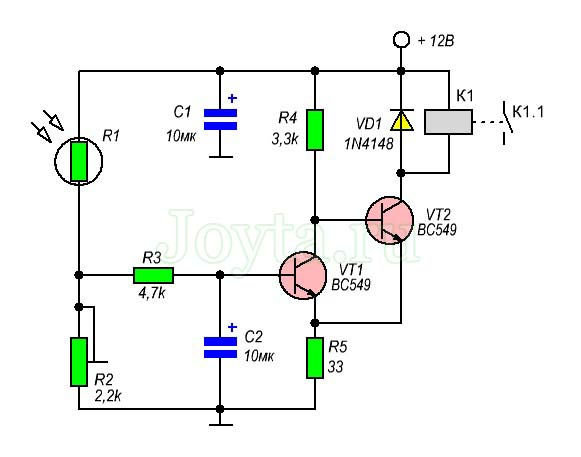 + 12В
K1
K1.1
C1
10мк
R4
3,3k
VD1
1N4148
R1
VT2
BC549
Joyta.ru
R3
4,7k
VT1
BC549
C2
10мк
R5
33
R2
2,2k